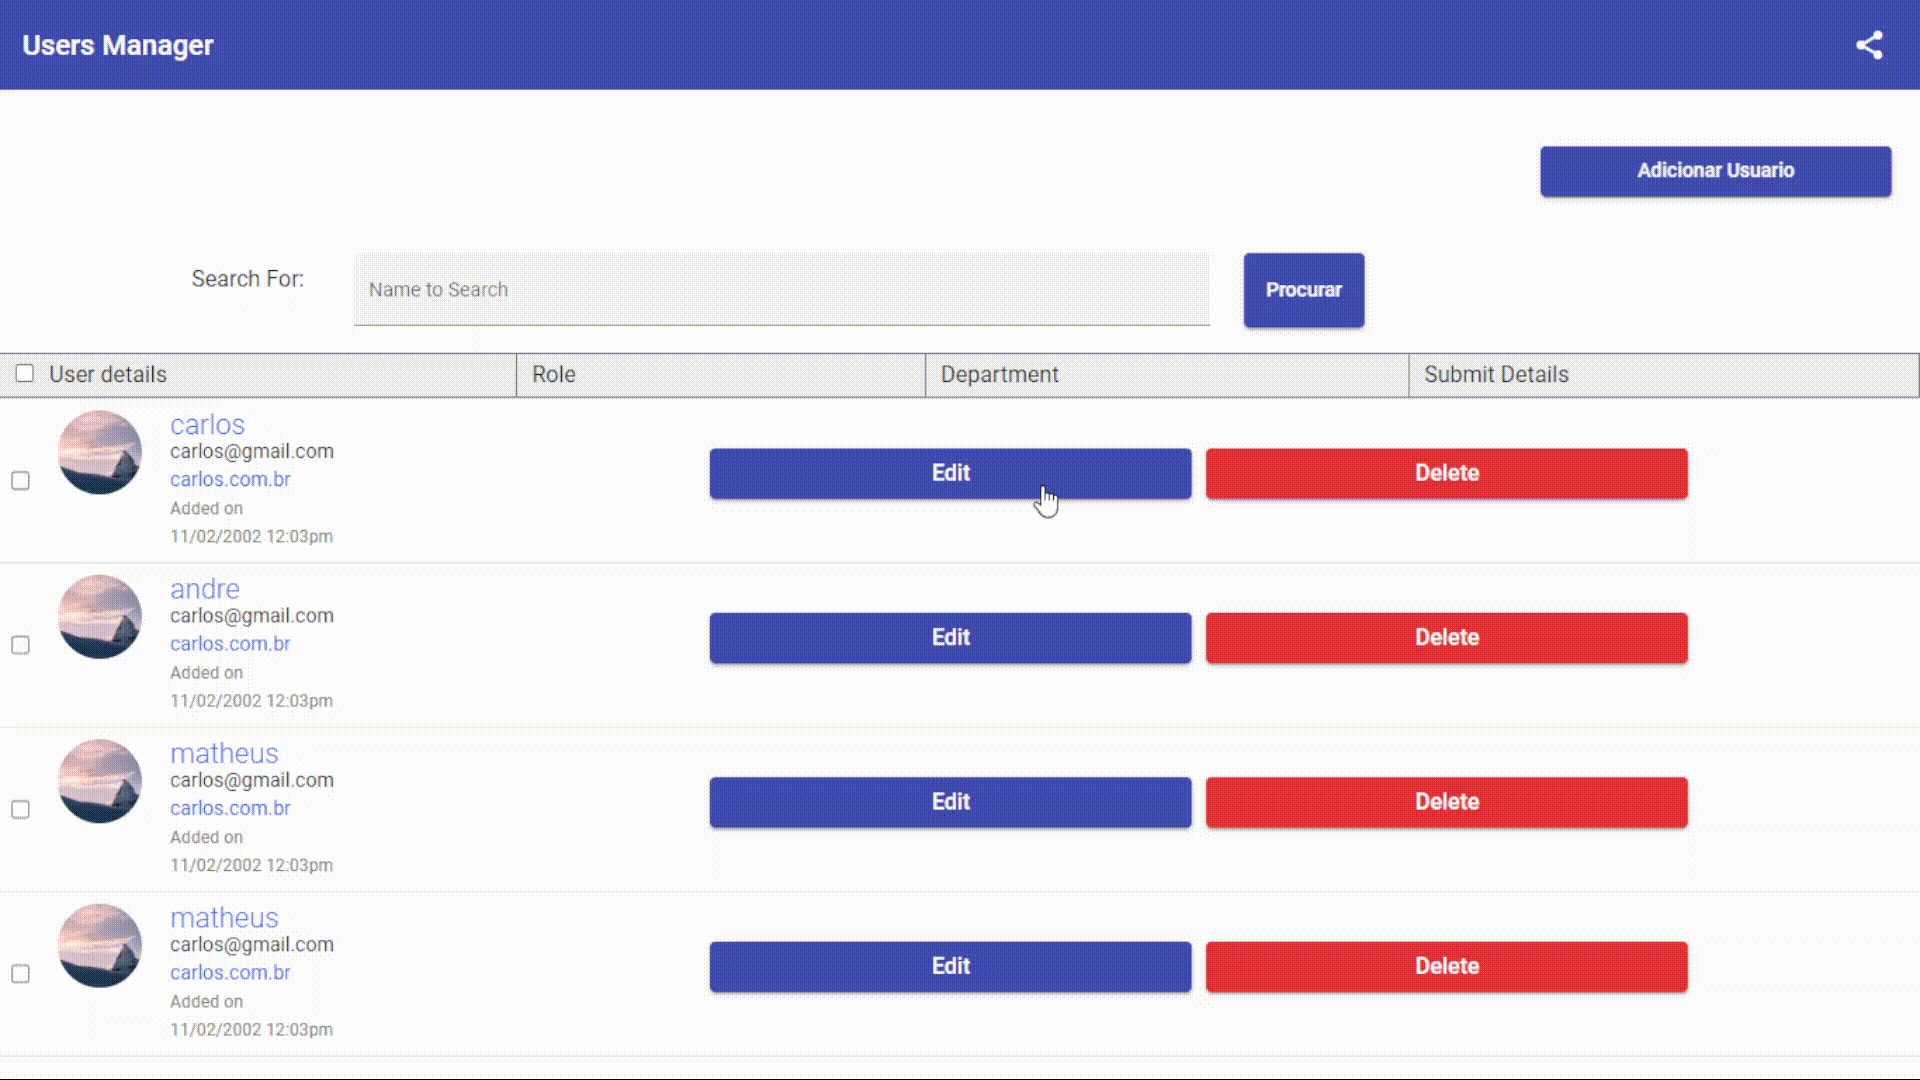 Users Manager
Adicionar Usuario
Search For:
Name to Search
Procurar
User details
Role
Department
Submit Details
carlos
carlos@gmail.com
carlos.com.br
Added on
11/02/2002 12:03pm
Edit
Delete
andre
carlos@gmail.com
carlos.com.br
Added on
11/02/2002 12:03pm
Edit
Delete
matheus
carlos@gmail.com
carlos.com.br
Added on
11/02/2002 12:03pm
Edit
Delete
matheus
carlos@gmail.com
carlos.com.br
Added on
11/02/2002 12:03pm
Edit
Delete